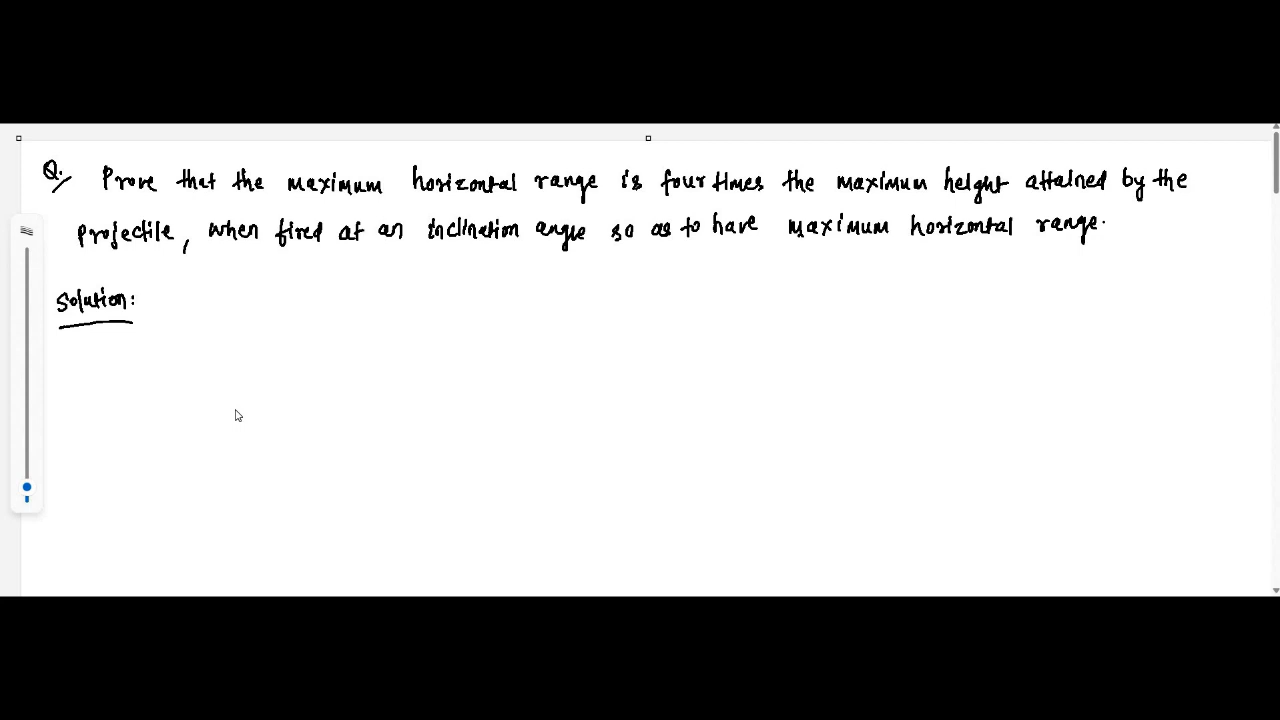 Q. Prove that the maximum horizontal range is four times the maximum height attained by the
projectile, when fired at an inclination angle so as to have maximum horizontal range.
Solution: